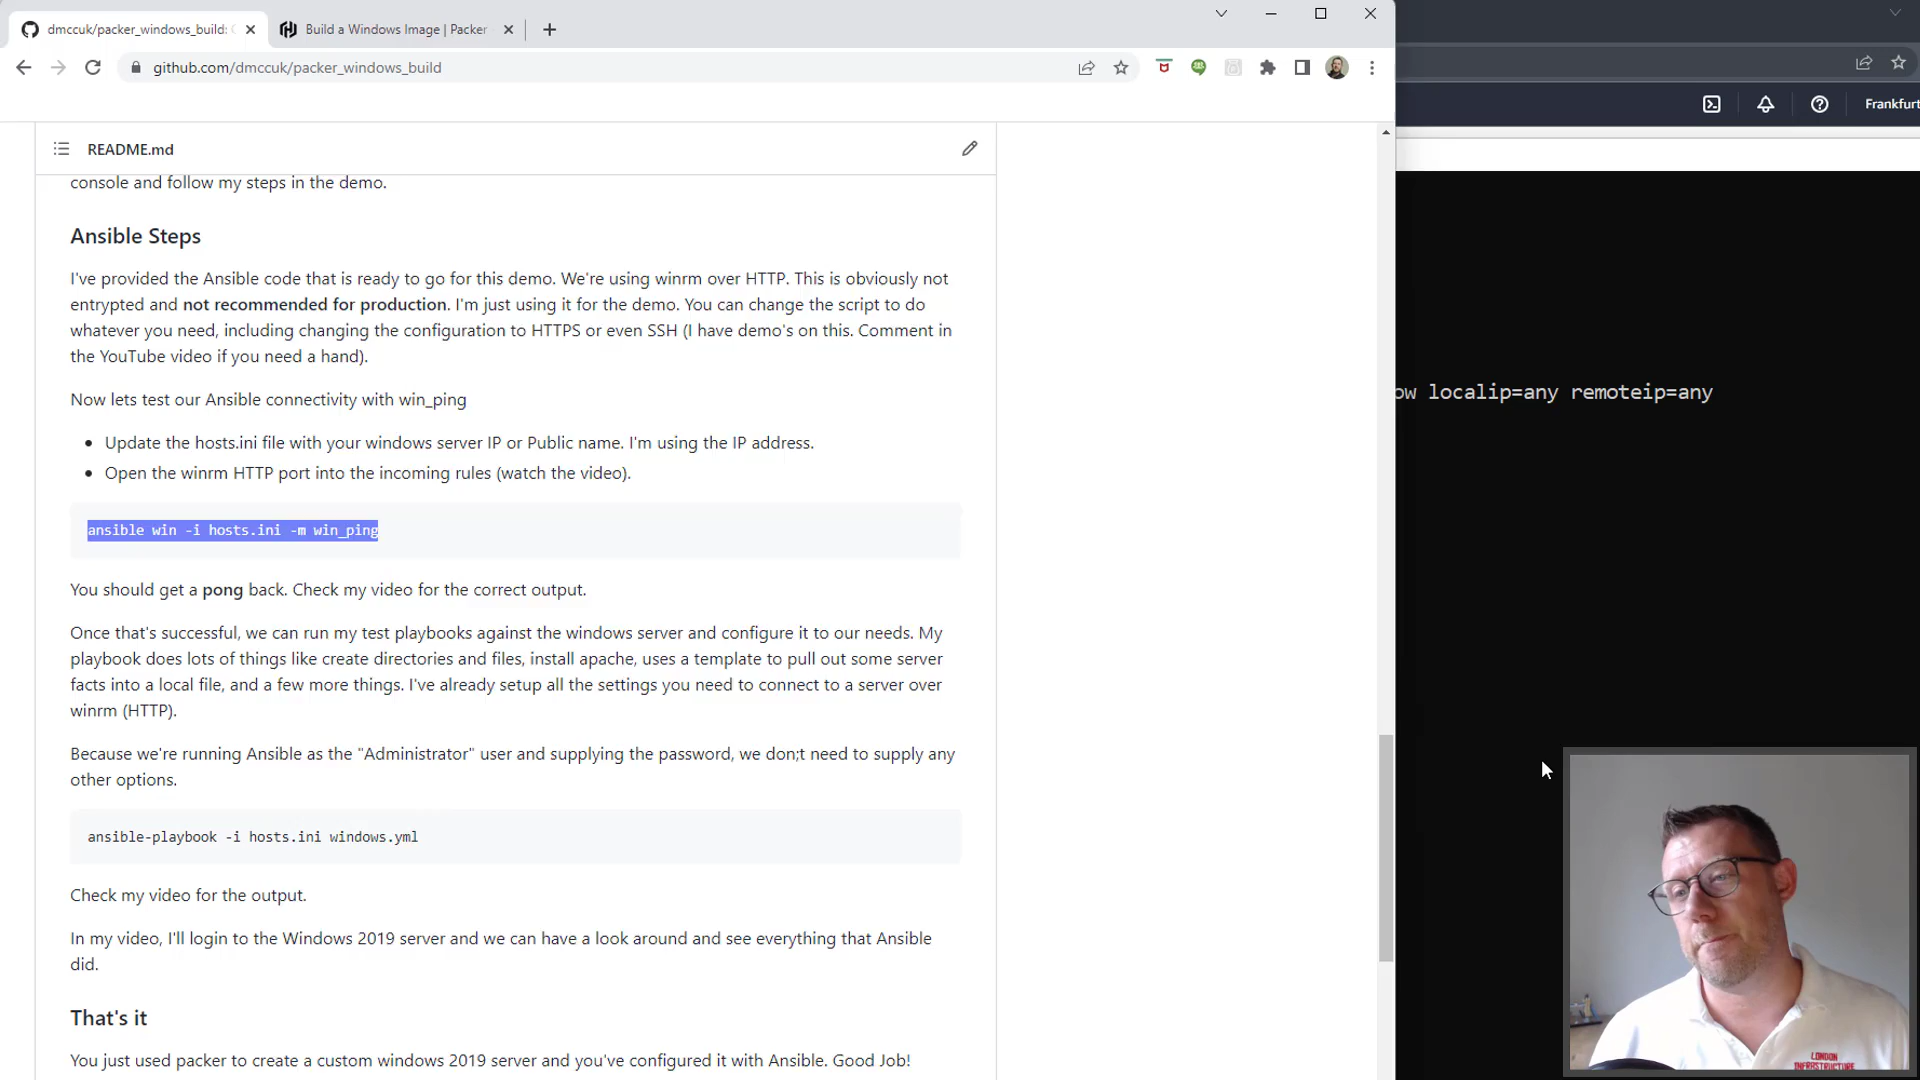 dmccuk/packer_windows_build:
Build a Windows Image | Packer
github.com/dmccuk/packer_windows_build
Frankfurt
README.md
console and follow my steps in the demo.
Ansible Steps
I've provided the Ansible code that is ready to go for this demo. We're using winrm over HTTP. This is obviously not
entrypted and not recommended for production. I'm just using it for the demo. You can change the script to do
whatever you need, including changing the configuration to HTTPS or even SSH (I have demo's on this. Comment in
the YouTube video if you need a hand).
Now lets test our Ansible connectivity with win_ping
Update the hosts.ini file with your windows server IP or Public name. I'm using the IP address.
Open the winrm HTTP port into the incoming rules (watch the video).
ow localip=any remoteip=any
ansible win -i hosts.ini -m win_ping
You should get a pong back. Check my video for the correct output.
Once that's successful, we can run my test playbooks against the windows server and configure it to our needs. My
playbook does lots of things like create directories and files, install apache, uses a template to pull out some server
facts into a local file, and a few more things. I've already setup all the settings you need to connect to a server over
winrm (HTTP).
Because we're running Ansible as the "Administrator" user and supplying the password, we don;t need to supply any
other options.
ansible-playbook -i hosts.ini windows.yml
Check my video for the output.
In my video, I'll login to the Windows 2019 server and we can have a look around and see everything that Ansible
did.
That's it
You just used packer to create a custom windows 2019 server and you've configured it with Ansible. Good Job!
LONDON
INFRASTRUCTURE